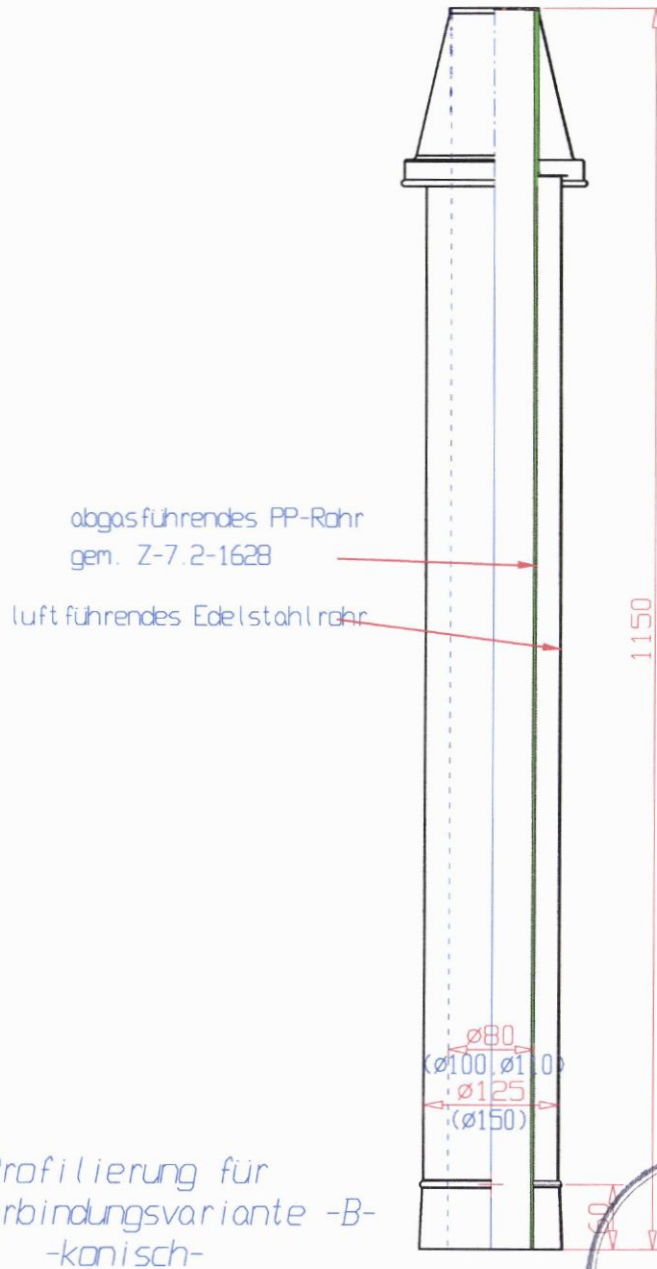 abgasführendes PP-Rohr
gem. Z-7.2-1628
luftführendes Edelstahlrohr
1150
ø80
(ø100,ø110)
ø125
(ø150)
60
Profilierung für
rbindungsvariante -B-
-konisch-